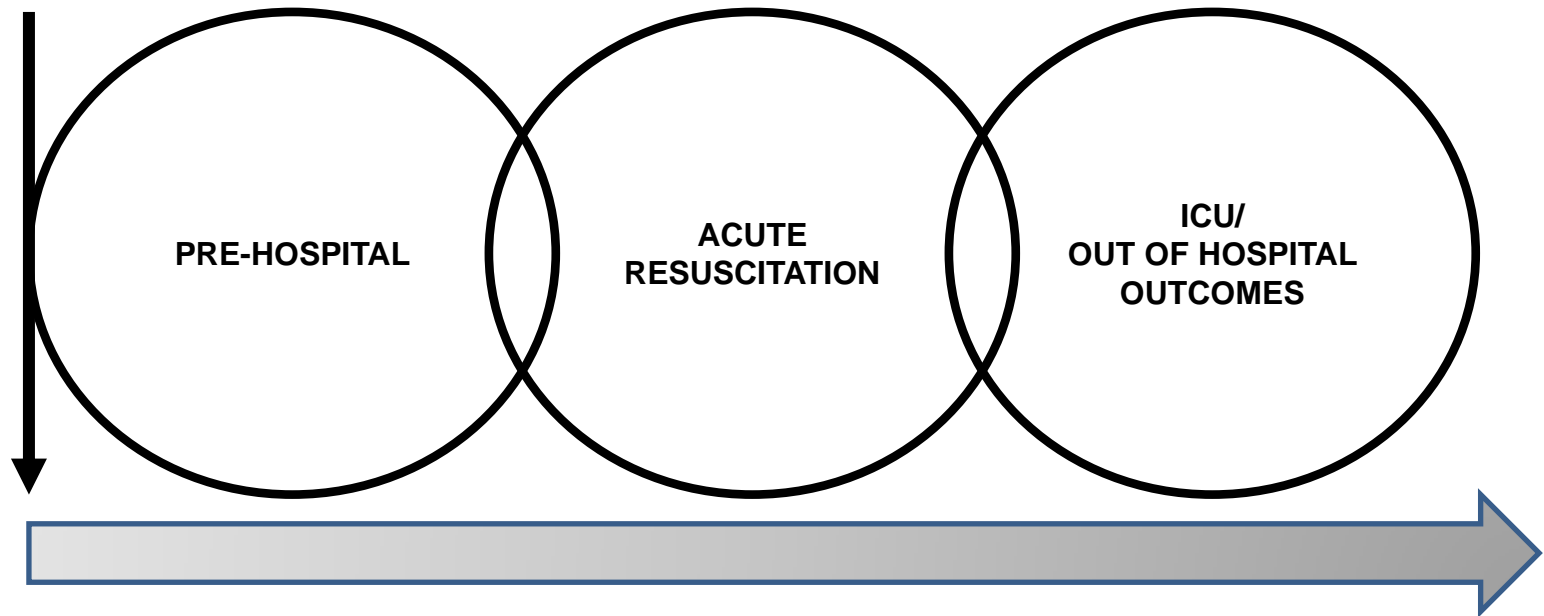 PRE-HOSPITAL
ACUTE
RESUSCITATION
ICU/
OUT OF HOSPITAL
OUTCOMES